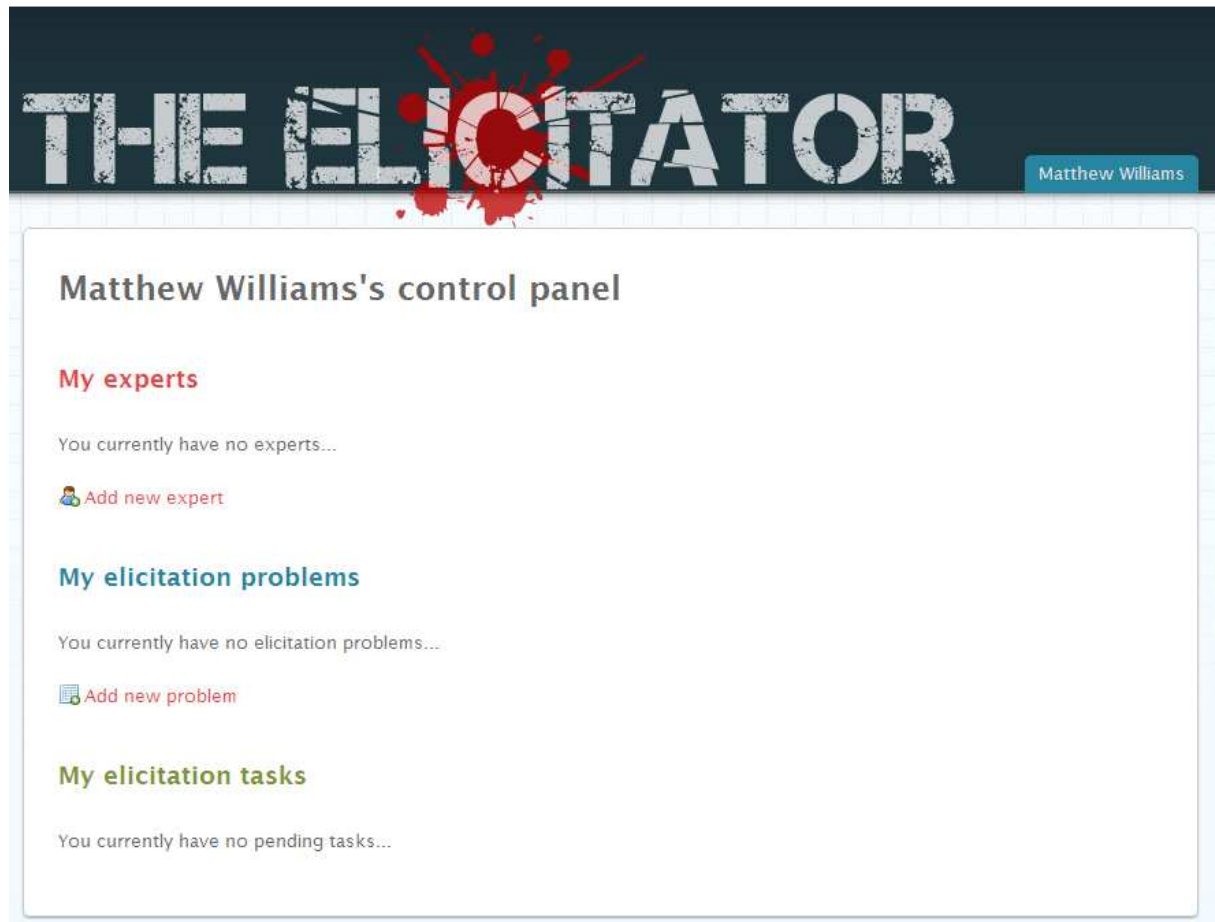 THE ELICITATOR
Matthew Williams
Matthew Williams's control panel
My experts
You currently have no experts...
Add new expert
My elicitation problems
You currently have no elicitation problems...
Add new problem
My elicitation tasks
You currently have no pending tasks...